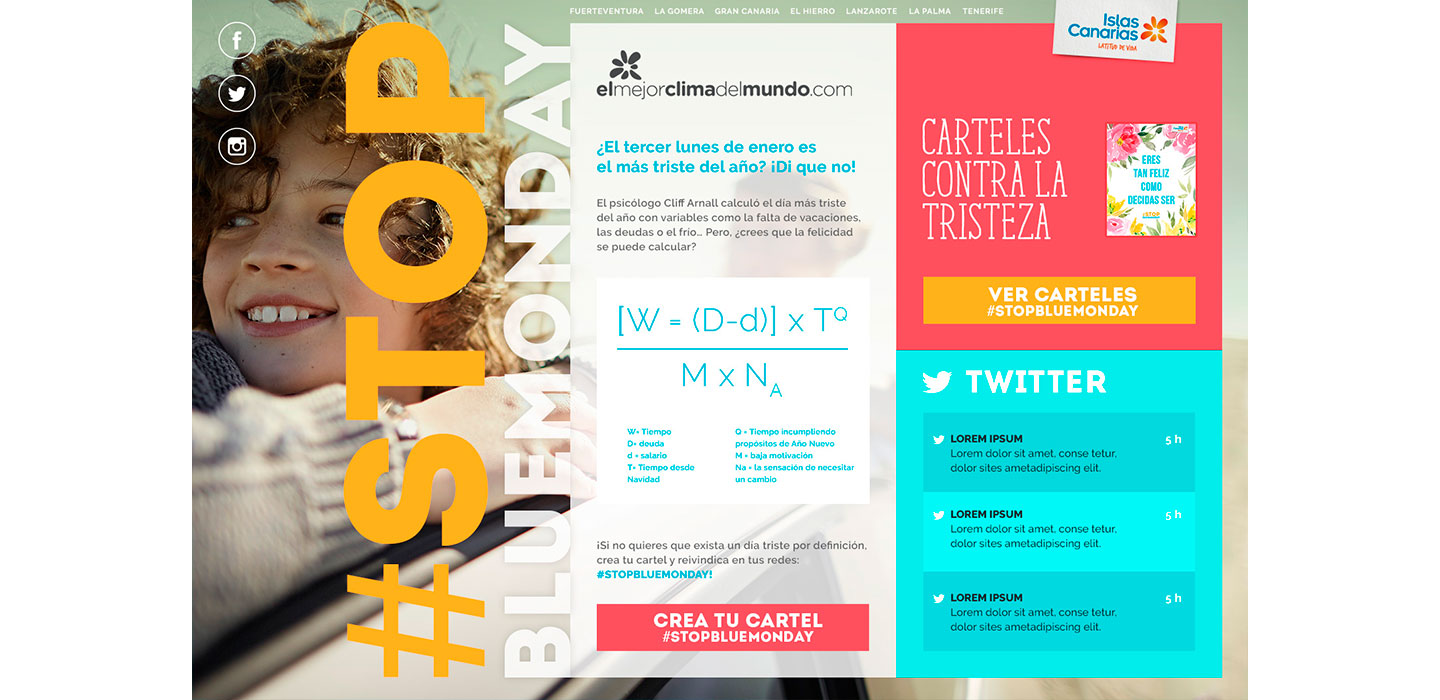 FUERTEVENTURA LA GOMERA GRAN CANARIA EL HIERRO LANZAROTE LA PALMA TENERIFE
#STOP
BLUEMONDAY
elmejorclimadelmundo.com
¿El tercer lunes de enero es
el más triste del año? ¡Di que no!
El psicólogo Cliff Arnall calculó el día más triste
del año con variables como la falta de vacaciones,
las deudas o el frío... Pero, ¿crees que la felicidad
se puede calcular?
[W = (D-d)] x T^Q
M x N_A
W= Tiempo
D= deuda
d = salario
T= Tiempo desde
Navidad
Q = Tiempo incumpliendo
propósitos de Año Nuevo
M = baja motivación
Na = la sensación de necesitar
un cambio
¡Si no quieres que exista un día triste por definición,
crea tu cartel y reivindica en tus redes:
#STOPBLUEMONDAY!
CREA TU CARTEL
#STOPBLUEMONDAY
Islas
Canarias
LATITUD DE VIDA
CARTELES
CONTRA LA
TRISTEZA
ERES
TAN FELIZ
COMO
DECIDAS SER
#STOP
VER CARTELES
#STOPBLUEMONDAY
TWITTER
LOREM IPSUM 5 h
Lorem dolor sit amet, conse tetur,
dolor sites ametadipiscing elit.
LOREM IPSUM 5 h
Lorem dolor sit amet, conse tetur,
dolor sites ametadipiscing elit.
LOREM IPSUM 5 h
Lorem dolor sit amet, conse tetur,
dolor sites ametadipiscing elit.